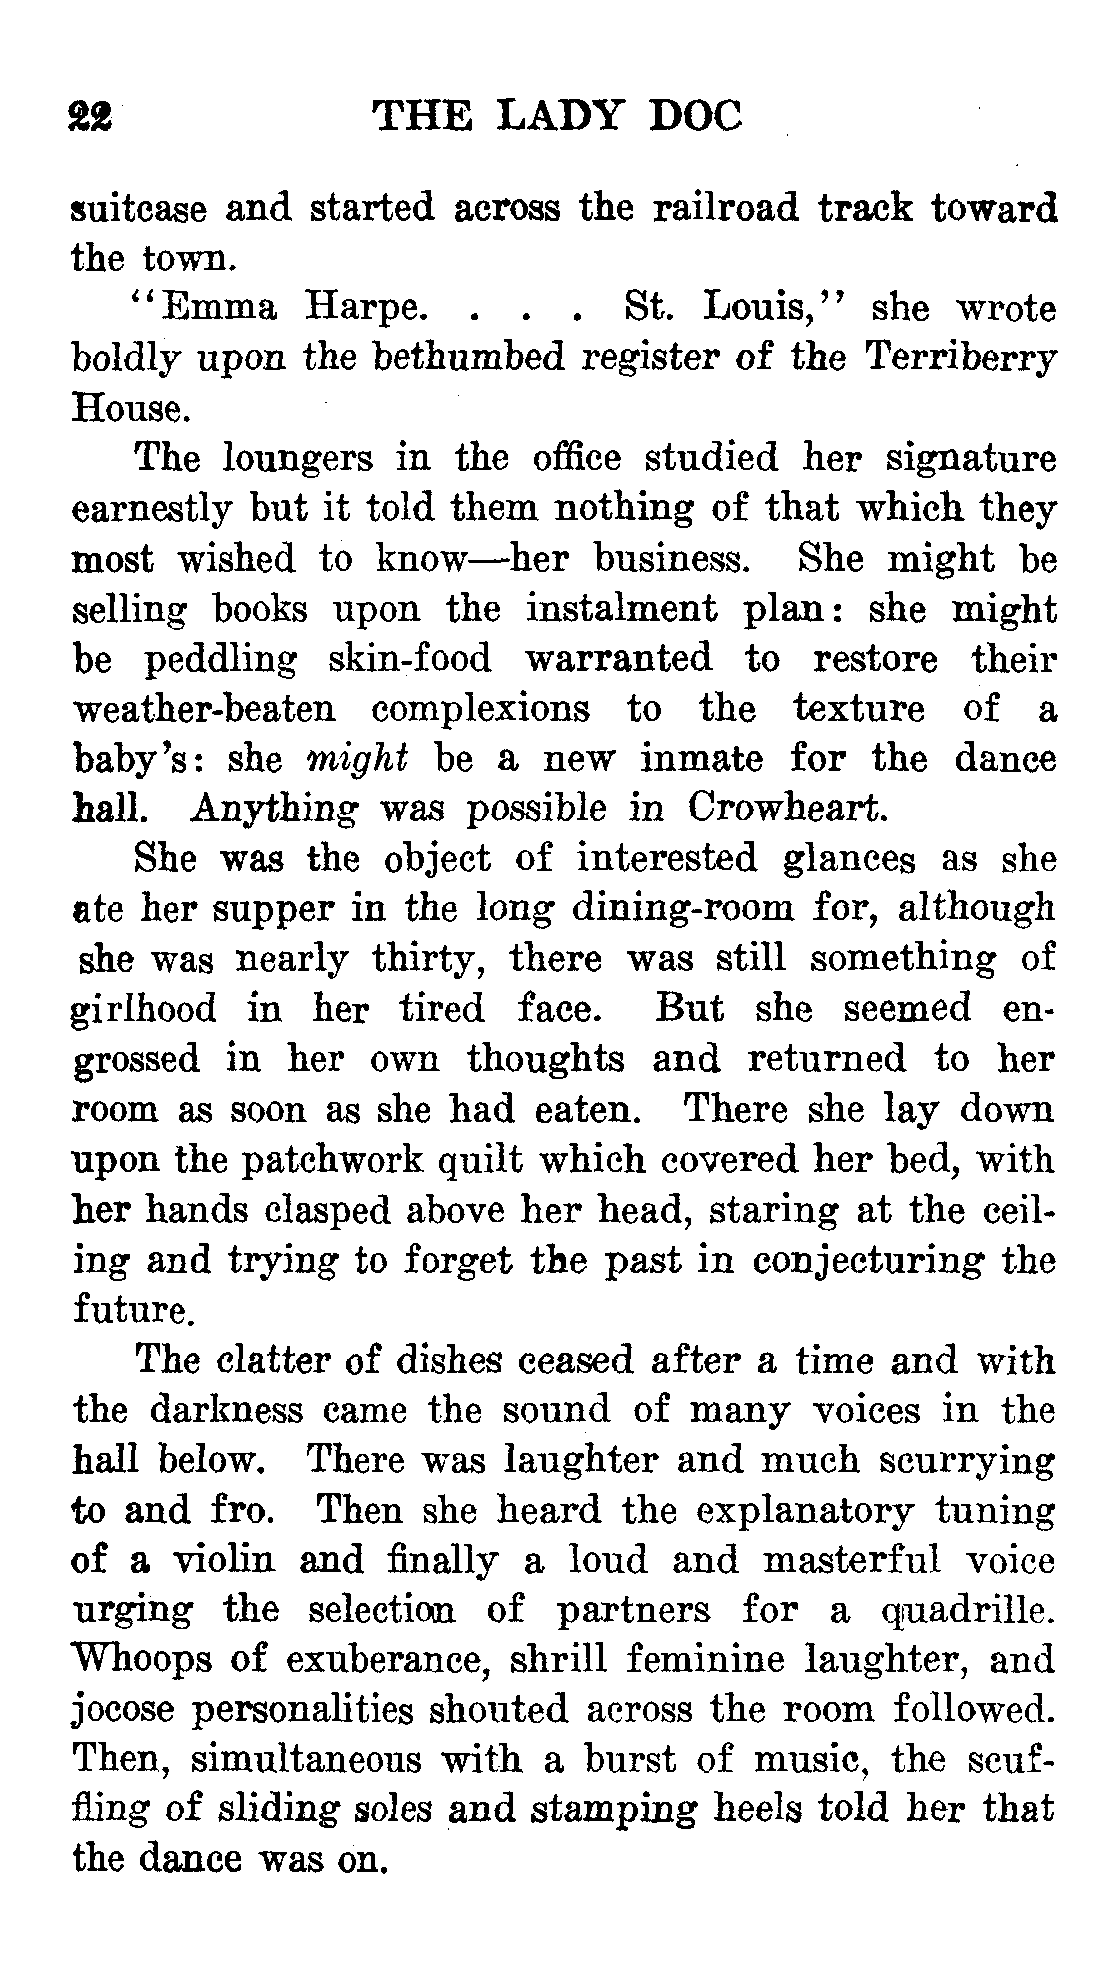 22 THE LADY DOC
suitcase and started across the railroad track toward
the town.
"Emma Harpe. . . . St. Louis," she wrote
boldly upon the bethumbed register of the Terriberry
House.
The loungers in the office studied her signature
earnestly but it told them nothing of that which they
most wished to know—her business. She might be
selling books upon the instalment plan: she might
be peddling skin-food warranted to restore their
weather-beaten complexions to the texture of a
baby's: she might be a new inmate for the dance
hall. Anything was possible in Crowheart.
She was the object of interested glances as she
ate her supper in the long dining-room for, although
she was nearly thirty, there was still something of
girlhood in her tired face. But she seemed en-
grossed in her own thoughts and returned to her
room as soon as she had eaten. There she lay down
upon the patchwork quilt which covered her bed, with
her hands clasped above her head, staring at the ceil-
ing and trying to forget the past in conjecturing the
future.
The clatter of dishes ceased after a time and with
the darkness came the sound of many voices in the
hall below. There was laughter and much scurrying
to and fro. Then she heard the explanatory tuning
of a violin and finally a loud and masterful voice
urging the selection of partners for a quadrille.
Whoops of exuberance, shrill feminine laughter, and
jocose personalities shouted across the room followed.
Then, simultaneous with a burst of music, the scuf-
fling of sliding soles and stamping heels told her that
the dance was on.